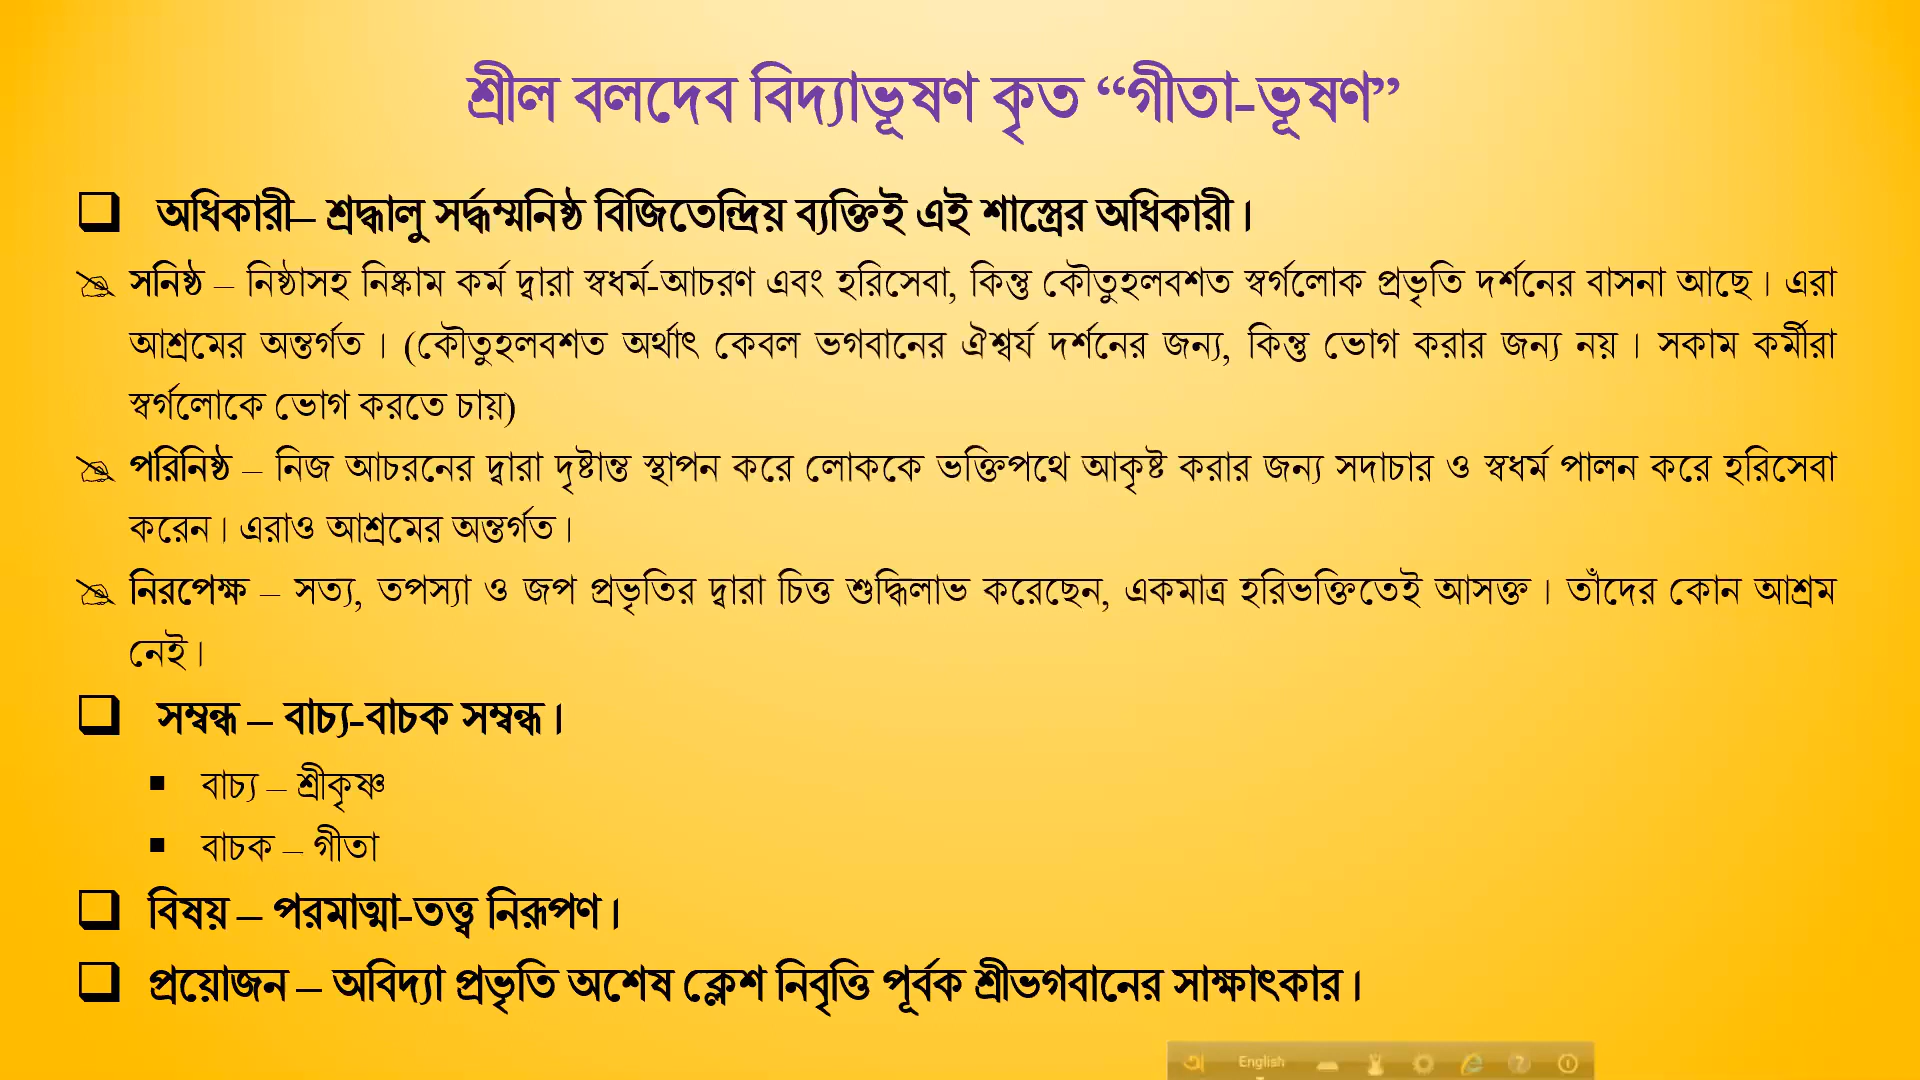 শ্রীল বলদেব বিদ্যাভূষণ কৃত “গীতা-ভূষণ”
অধিকারী– শ্রদ্ধালু সর্দ্ধম্মনিষ্ঠ বিজিতেন্দ্রিয় ব্যক্তিই এই শাস্ত্রের অধিকারী।
সনিষ্ঠ – নিষ্ঠাসহ নিষ্কাম কর্ম দ্বারা স্বধর্ম-আচরণ এবং হরিসেবা, কিন্তু কৌতুহলবশত স্বর্গলোক প্রভৃতি দর্শনের বাসনা আছে। এরা
আশ্রমের অন্তর্গত। (কৌতুহলবশত অর্থাৎ কেবল ভগবানের ঐশ্বর্য দর্শনের জন্য, কিন্তু ভোগ করার জন্য নয়। সকাম কর্মীরা
স্বর্গলোকে ভোগ করতে চায়)
পরিনিষ্ঠ – নিজ আচরনের দ্বারা দৃষ্টান্ত স্থাপন করে লোককে ভক্তিপথে আকৃষ্ট করার জন্য সদাচার ও স্বধর্ম পালন করে হরিসেবা
করেন। এরাও আশ্রমের অন্তর্গত।
নিরপেক্ষ – সত্য, তপস্যা ও জপ প্রভৃতির দ্বারা চিত্ত শুদ্ধিলাভ করেছেন, একমাত্র হরিভক্তিতেই আসক্ত। তাঁদের কোন আশ্রম
নেই।
সম্বন্ধ – বাচ্য-বাচক সম্বন্ধ।
বাচ্য – শ্রীকৃষ্ণ
বাচক – গীতা
বিষয় – পরমাত্মা-তত্ত্ব নিরূপণ।
প্রয়োজন – অবিদ্যা প্রভৃতি অশেষ ক্লেশ নিবৃত্তি পূর্বক শ্রীভগবানের সাক্ষাৎকার।
অ English